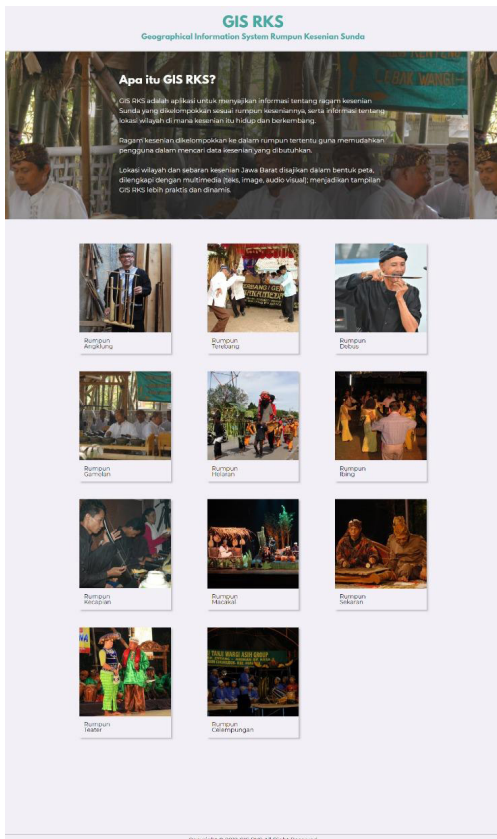 GIS RKS
Geographical Information System Rumpun Kesenian Sunda
LEBAK WANGI-
Apa itu GIS RKS?
GIS RKS adalah aplikasi untuk menyajikan informasi tentang ragam kesenian
Sunda yang dikelompokkan sesuai rumpun keseniannya, serta informasi tentang
lokasi wilayah di mana kesenian itu hidup dan berkembang.
Ragam kesenian dikelompokkan ke dalam rumpun tertentu guna memudahkan
pengguna dalam mencari data kesenian yang dibutuhkan.
Lokasi wilayah dan sebaran kesenian Jawa Barat disajikan dalam bentuk peta,
dilengkapi dengan multimedia (teks, image, audio visual); menjadikan tampilan
GIS RKS lebih praktis dan dinamis.
Rumpun
Angklung
Rumpun
Terebang
Rumpun
Debus
Rumpun
Gamelan
Rumpun
Helaran
Rumpun
Ibing
Rumpun
Kecapian
Rumpun
Macakal
Rumpun
Sekaran
WARGI ASIH GROUP
Rumpun
Teater
Rumpun
Celempungan